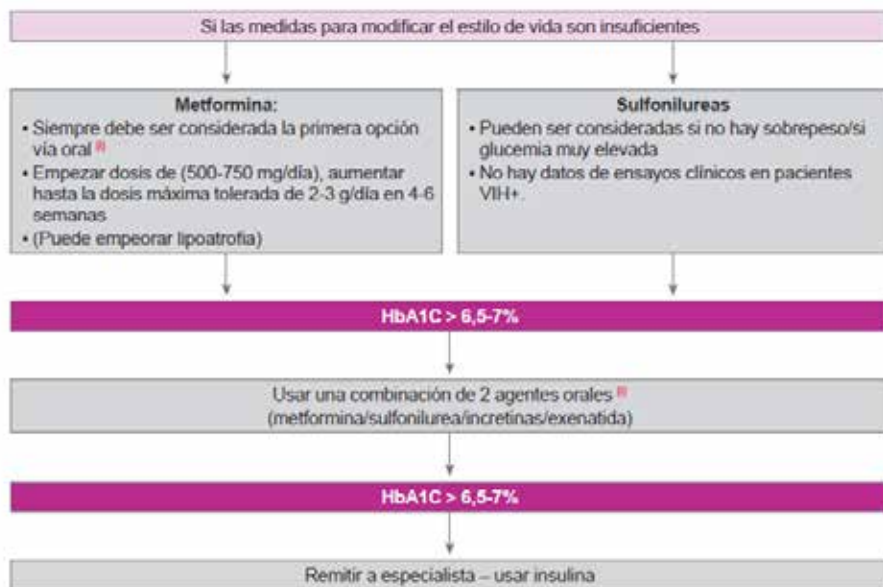 Si las medidas para modificar el estilo de vida son insuficientes
Metformina:
• Siempre debe ser considerada la primera opción
vía oral
• Empezar dosis de (500-750 mg/día), aumentar
hasta la dosis máxima tolerada de 2-3 g/día en 4-6
semanas
• (Puede empeorar lipoatrofia)
Sulfonilureas
• Pueden ser consideradas si no hay sobrepeso/si
glucemia muy elevada
• No hay datos de ensayos clínicos en pacientes
VIH+.
HbA1C > 6,5-7%
Usar una combinación de 2 agentes orales
(metformina/sulfonilurea/incretinas/exenatida)
HbA1C > 6,5-7%
Remitir a especialista – usar insulina